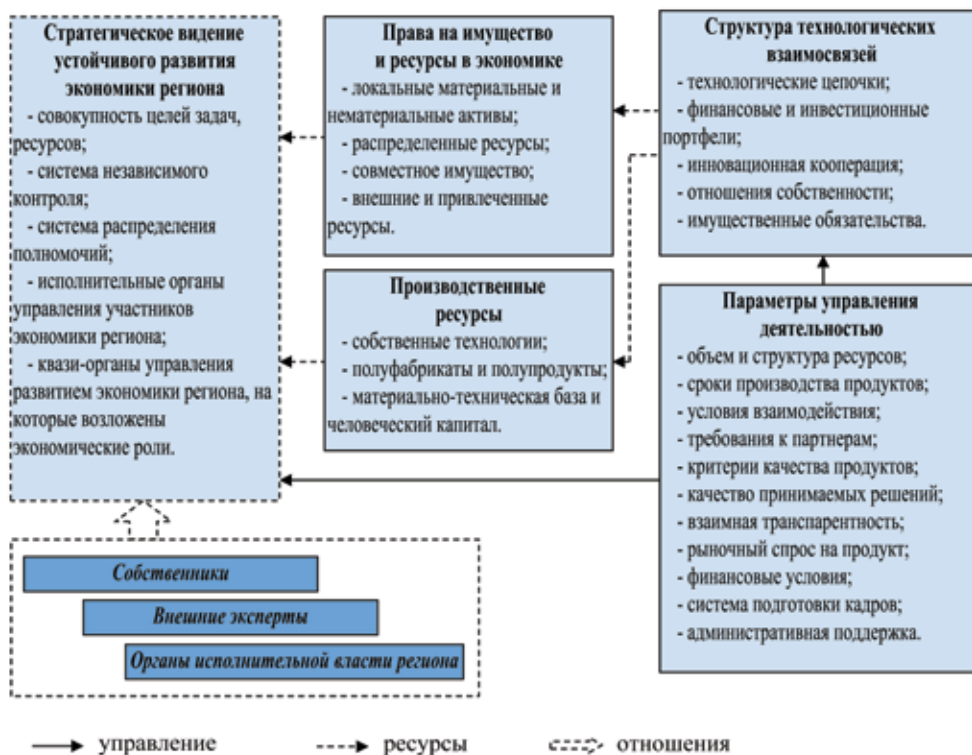 Стратегическое видение
устойчивого развития
экономики региона
- совокупность целей задач,
ресурсов;
- система независимого
контроля;
- система распределения
полномочий;
- исполнительные органы
управления участников
экономики региона;
- квази-органы управления
развитием экономики региона, на
которые возложены
экономические роли.
Права на имущество
и ресурсы в экономике
- локальные материальные и
нематериальные активы;
- распределенные ресурсы;
- совместное имущество;
- внешние и привлеченные
ресурсы.
Производственные
ресурсы
- собственные технологии;
- полуфабрикаты и полупродукты;
- материально-техническая база и
человеческий капитал.
Структура технологических
взаимосвязей
- технологические цепочки;
- финансовые и инвестиционные
портфели;
- инновационная кооперация;
- отношения собственности;
- имущественные обязательства.
Параметры управления
деятельностью
- объем и структура ресурсов;
- сроки производства продуктов;
- условия взаимодействия;
- требования к партнерам;
- критерии качества продуктов;
- качество принимаемых решений;
- взаимная транспарентность;
- рыночный спрос на продукт;
- финансовые условия;
- система подготовки кадров;
- административная поддержка.
Собственники
Внешние эксперты
Органы исполнительной власти региона
управление
ресурсы
отношения